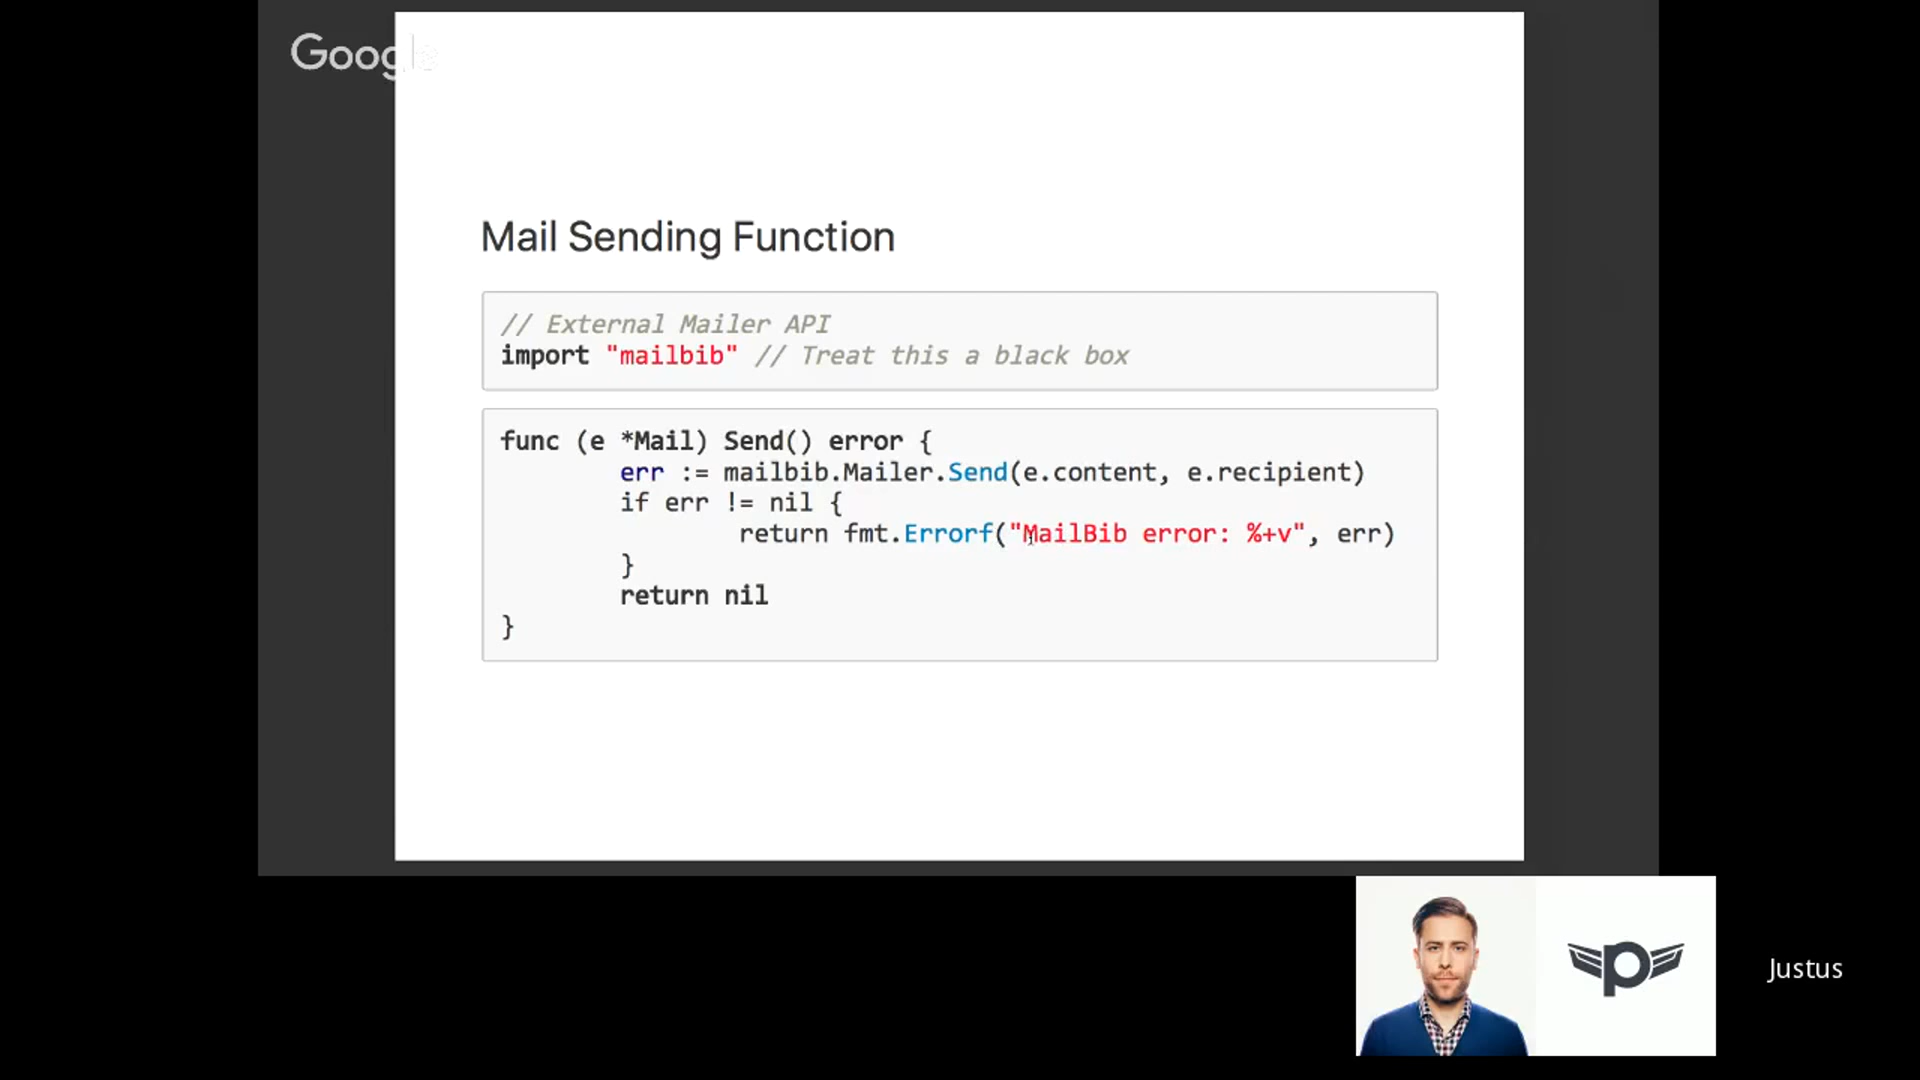 Google
Mail Sending Function
// External Mailer API
import "mailbib" // Treat this a black box
func (e *Mail) Send() error {
err := mailbib.Mailer.Send(e.content, e.recipient)
if err != nil {
return fmt.Errorf("MailBib error: %+v", err)
}
return nil
}
p
Justus